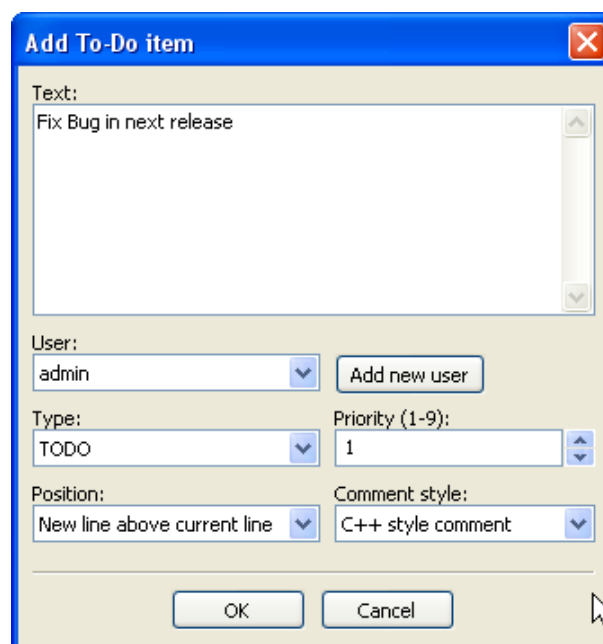 Add To-Do item
Text:
Fix Bug in next release
User:
admin
Add new user
Type:
Priority (1-9):
TODO
1
Position:
Comment style:
New line above current line
C++ style comment
OK
Cancel